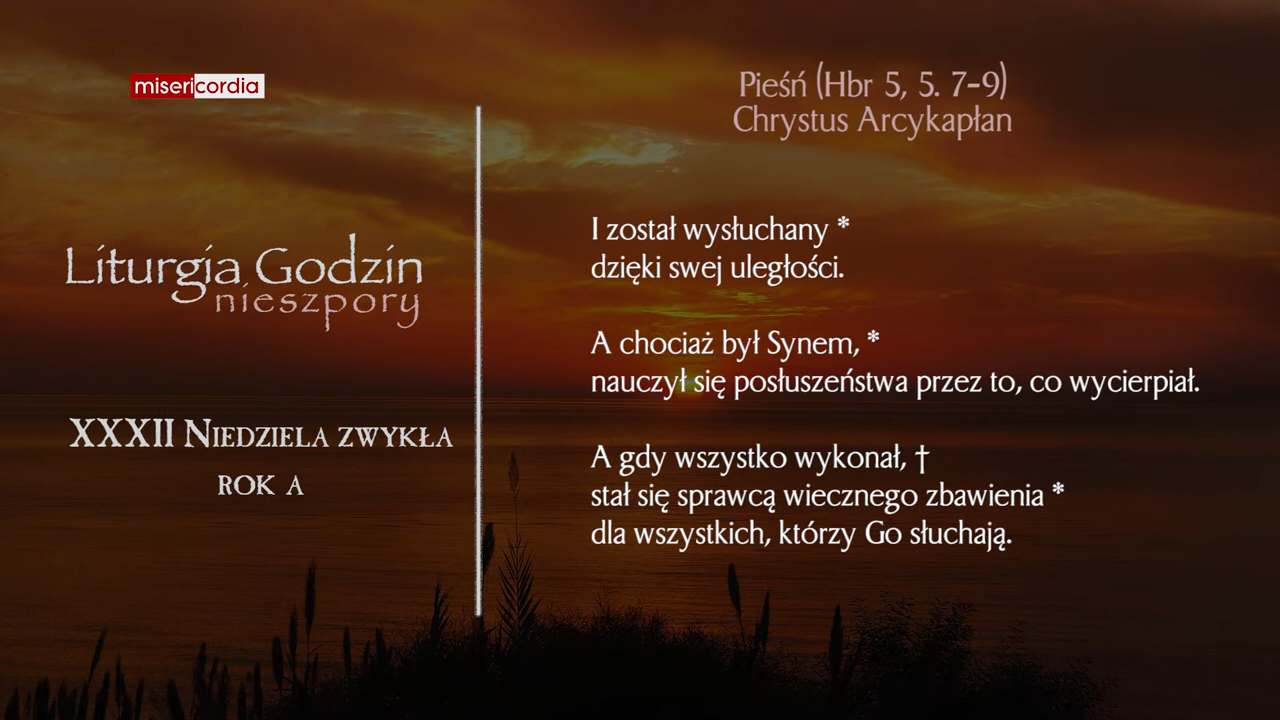 misericordia
Liturgia Godzin
nieszpory
XXXII Niedziela zwykła
rok A
Pieśń (Hbr 5, 5. 7-9)
Chrystus Arcykapłan
I został wysłuchany *
dzięki swej uległości.
A chociaż był Synem, *
nauczył się posłuszeństwa przez to, co wycierpiał.
A gdy wszystko wykonał, †
stał się sprawcą wiecznego zbawienia *
dla wszystkich, którzy Go słuchają.